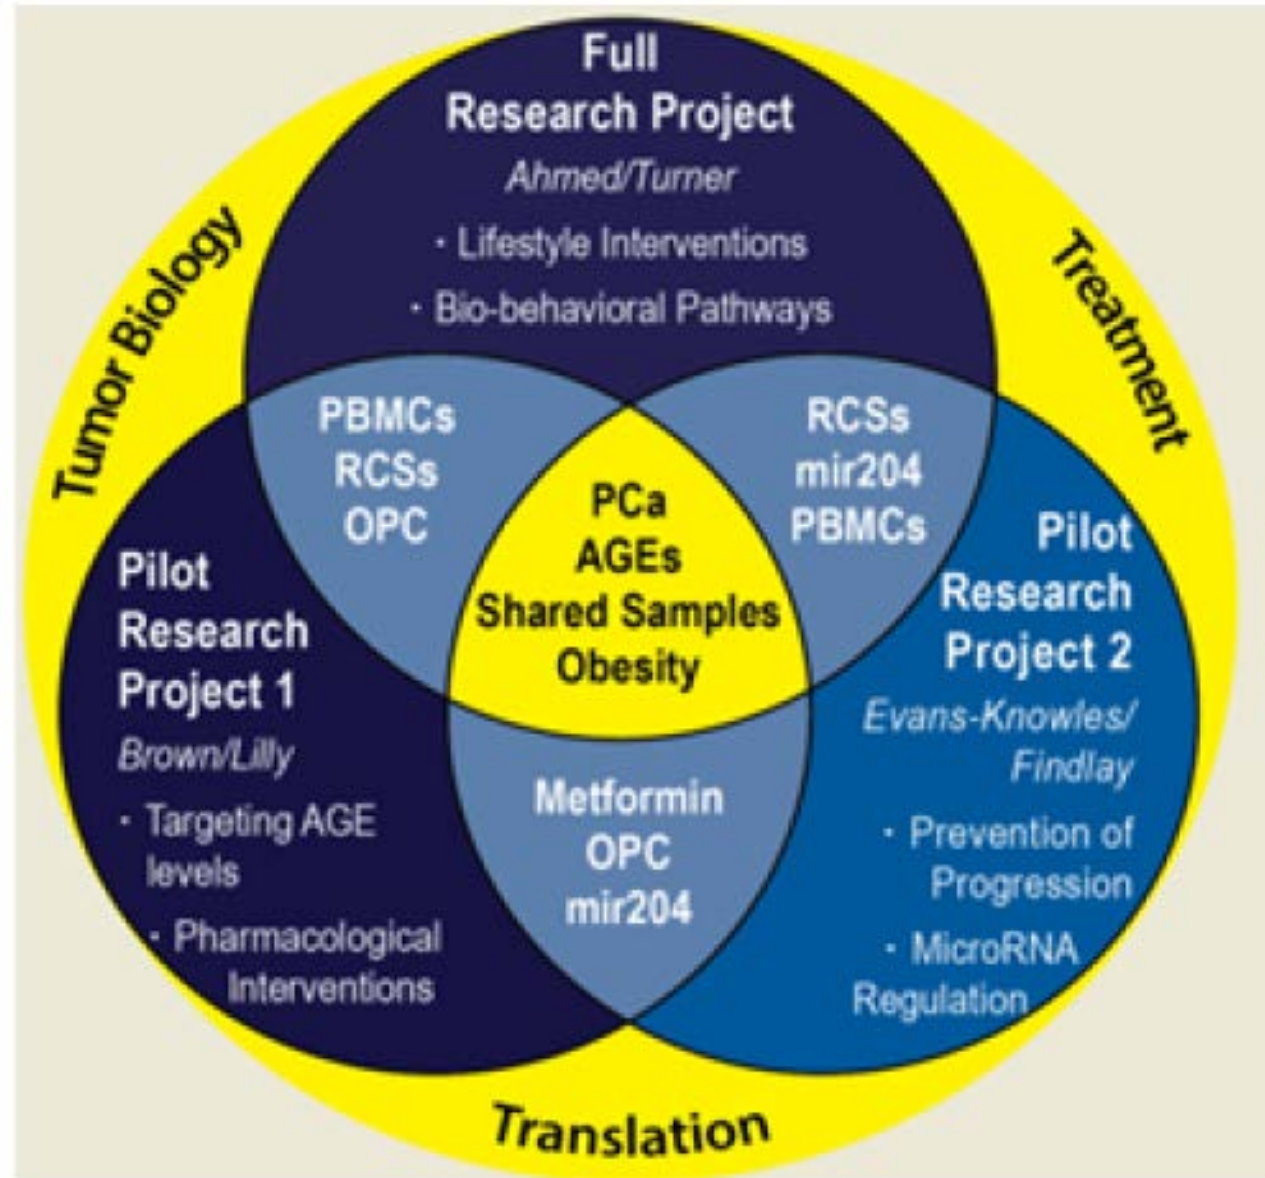 Full
Research Project
Ahmed/Turner
· Lifestyle Interventions
· Bio-behavioral Pathways
Tumor Biology
Treatment
PBMCs
RCSs
OPC
RCSs
mir204
PBMCs
PCa
AGEs
Shared Samples
Obesity
Pilot
Research
Project 1
Brown/Lilly
· Targeting AGE
levels
· Pharmacological
Interventions
Pilot
Research
Project 2
Evans-Knowles/
Findlay
· Prevention of
Progression
· MicroRNA
Regulation
Metformin
OPC
mir204
Translation